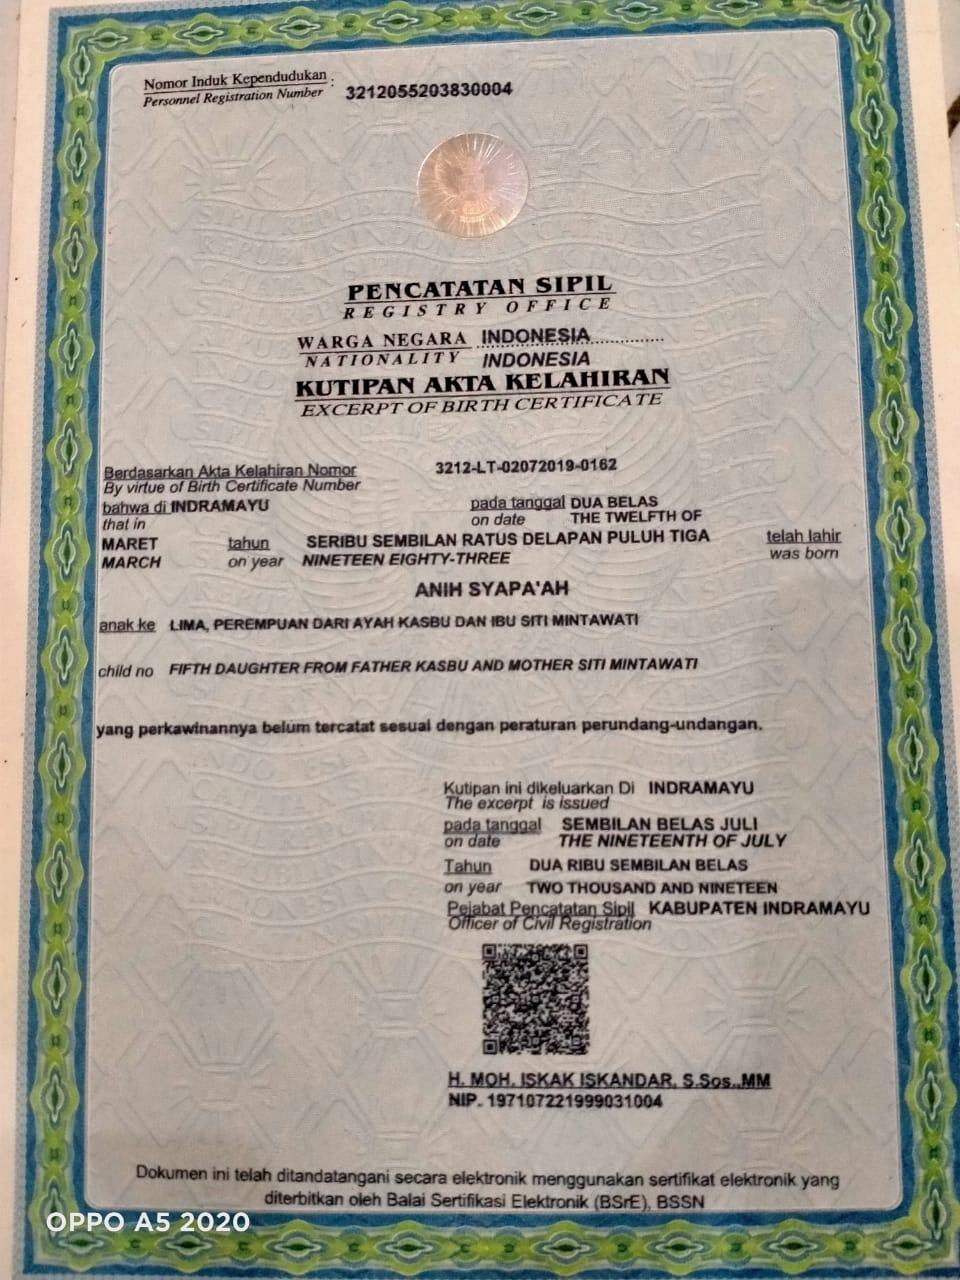 Nomor Induk Kependudukan : 3212055203830004
Personnel Registration Number
PENCATATAN SIPIL
REGISTRY OFFICE
WARGA NEGARA INDONESIA
NATIONALITY INDONESIA
KUTIPAN AKTA KELAHIRAN
EXCERPT OF BIRTH CERTIFICATE
Berdasarkan Akta Kelahiran Nomor 3212-LT-02072019-0162
By virtue of Birth Certificate Number
bahwa di INDRAMAYU pada tanggal DUA BELAS
that in on date THE TWELFTH OF
MARET tahun SERIBU SEMBILAN RATUS DELAPAN PULUH TIGA telah lahir
MARCH on year NINETEEN EIGHTY-THREE was born
ANIH SYAPA'AH
anak ke LIMA, PEREMPUAN DARI AYAH KASBU DAN IBU SITI MINTAWATI
child no FIFTH DAUGHTER FROM FATHER KASBU AND MOTHER SITI MINTAWATI
yang perkawinannya belum tercatat sesuai dengan peraturan perundang-undangan.
Kutipan ini dikeluarkan Di INDRAMAYU
The excerpt is issued
pada tanggal SEMBILAN BELAS JULI
on date THE NINETEENTH OF JULY
Tahun DUA RIBU SEMBILAN BELAS
on year TWO THOUSAND AND NINETEEN
Pejabat Pencatatan Sipil KABUPATEN INDRAMAYU
Officer of Civil Registration
H. MOH. ISKAK ISKANDAR, S.Sos.,MM
NIP. 197107221999031004
Dokumen ini telah ditandatangani secara elektronik menggunakan sertifikat elektronik yang
diterbitkan oleh Balai Sertifikasi Elektronik (BSrE), BSSN
OPPO A5 2020